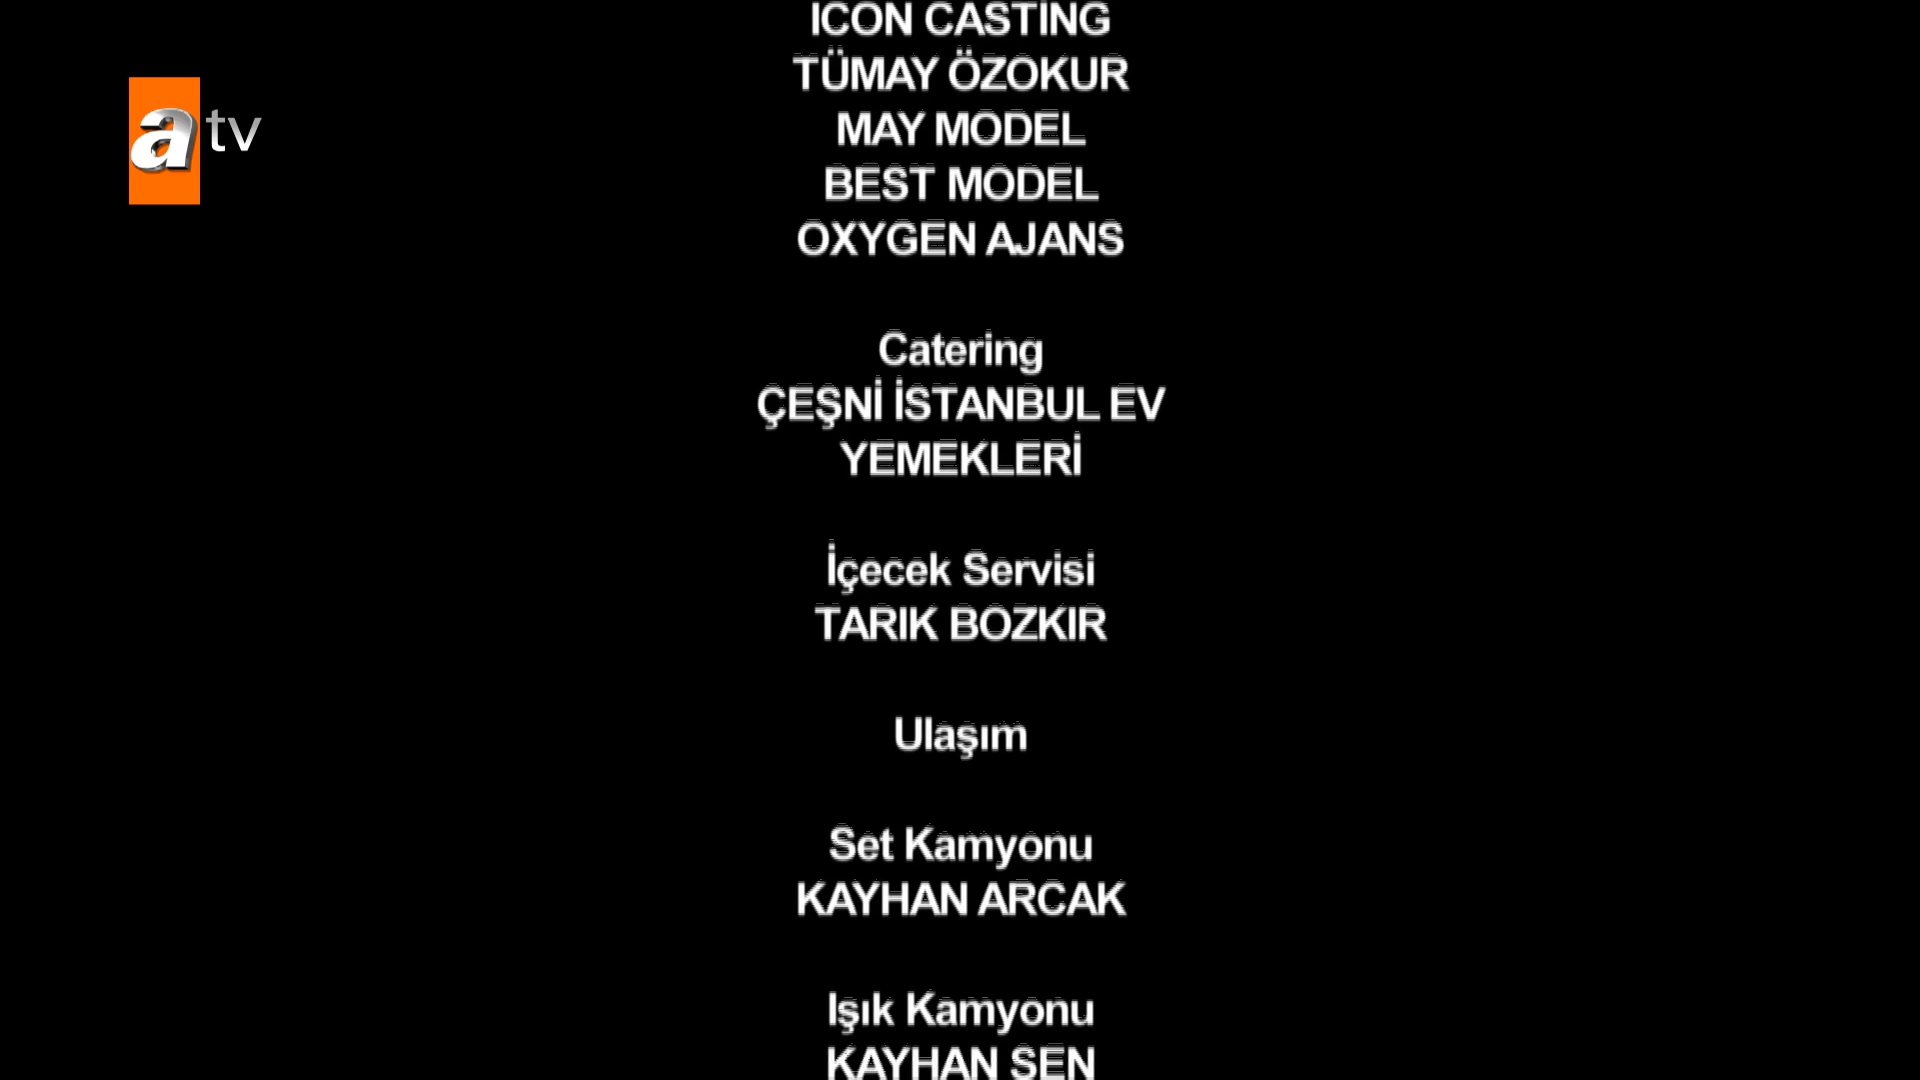 ICON CASTING
TÜMAY ÖZOKUR
MAY MODEL
BEST MODEL
OXYGEN AJANS
atv
Catering
ÇEŞNİ İSTANBUL EV
YEMEKLERİ
İçecek Servisi
TARIK BOZKIR
Ulaşım
Set Kamyonu
KAYHAN ARCAK
Işık Kamyonu
KAYHAN